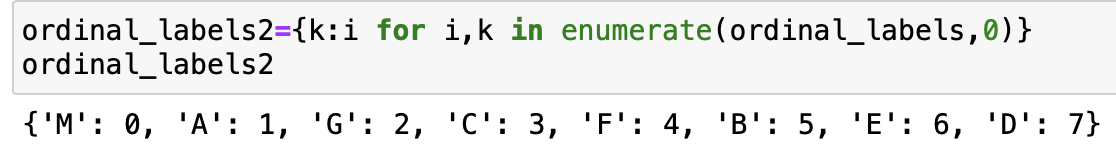 ordinal_labels2={k:i for i,k in enumerate(ordinal_labels,0)}
ordinal_labels2
{'M': 0, 'A': 1, 'G': 2, 'C': 3, 'F': 4, 'B': 5, 'E': 6, 'D': 7}